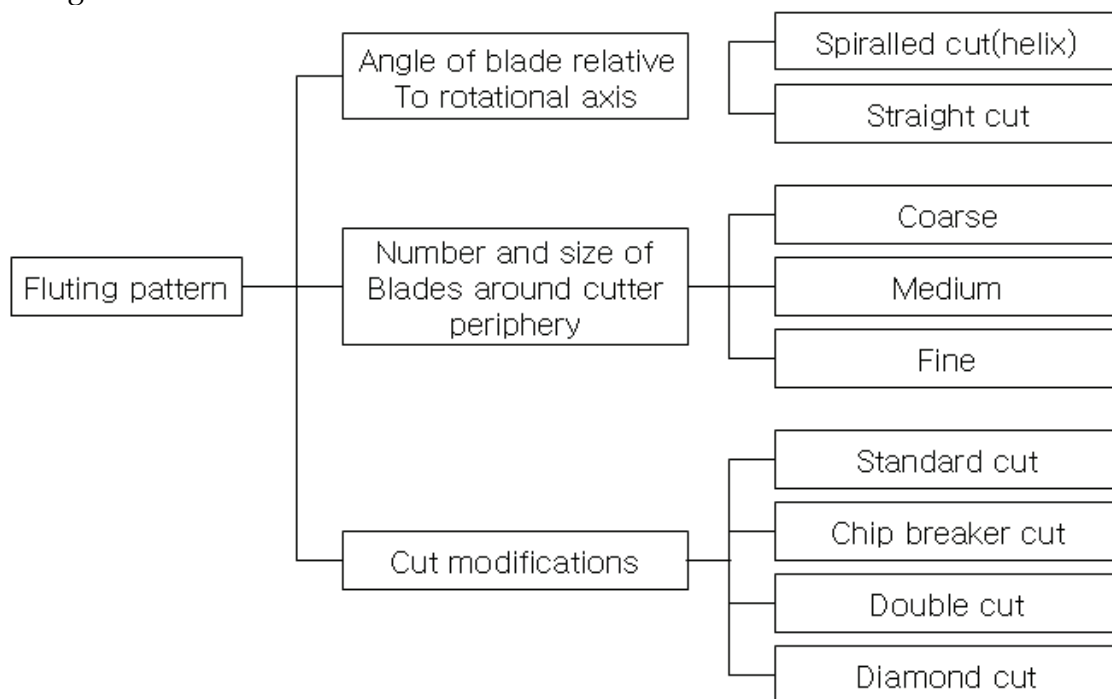 Fluting pattern
Angle of blade relative
To rotational axis
Spiralled cut(helix)
Straight cut
Number and size of
Blades around cutter
periphery
Coarse
Medium
Fine
Cut modifications
Standard cut
Chip breaker cut
Double cut
Diamond cut